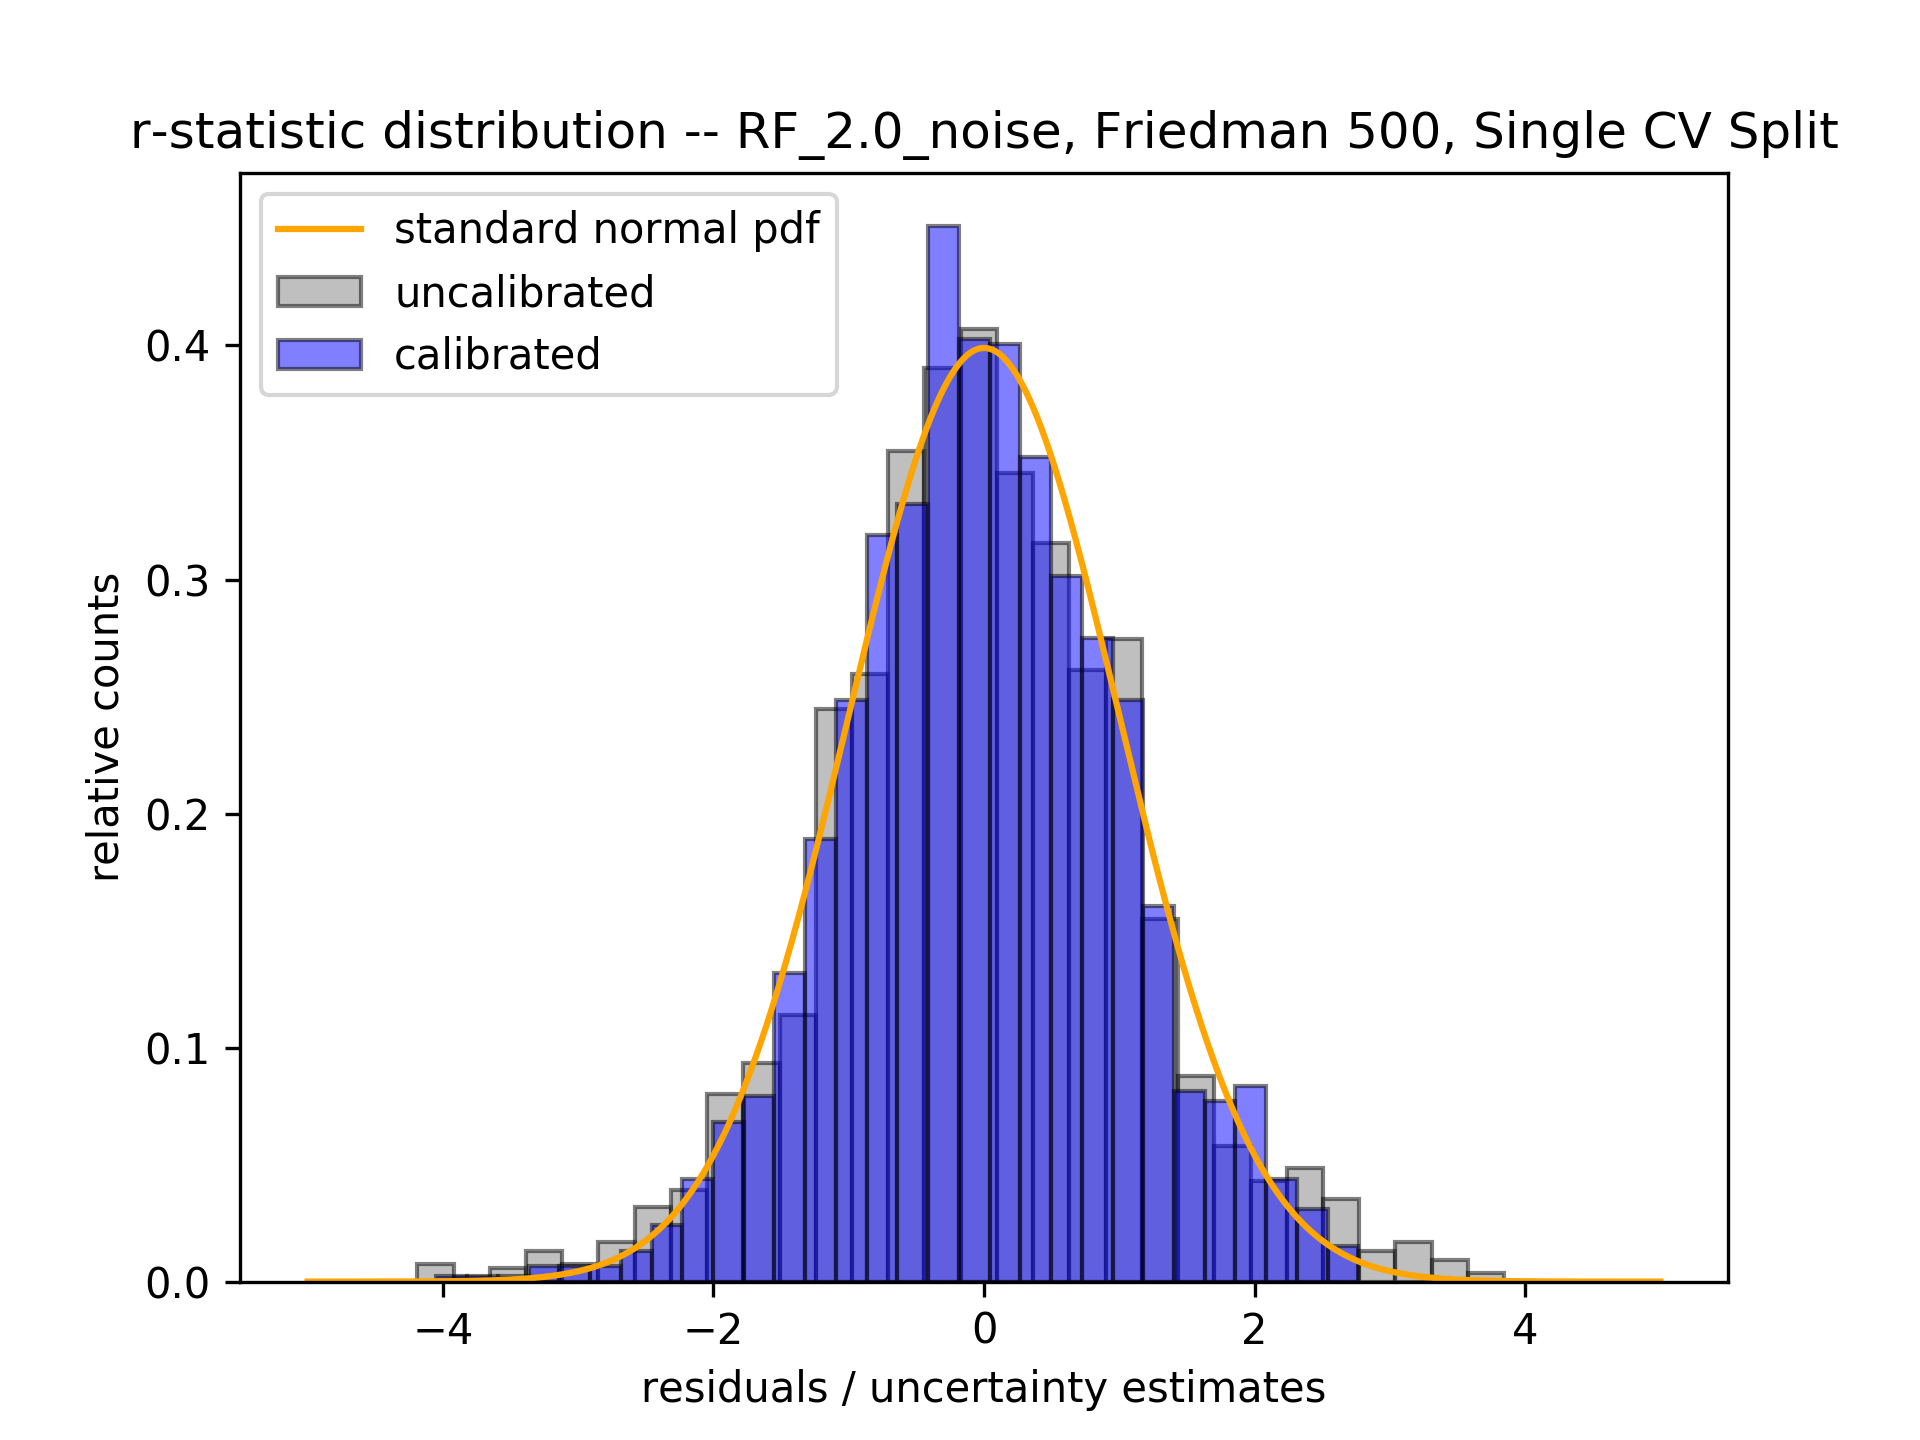 r-statistic distribution -- RF_2.0_noise, Friedman 500, Single CV Split
standard normal pdf
uncalibrated
calibrated
relative counts
0.4
0.3
0.2
0.1
0.0
−4
−2
0
2
4
residuals / uncertainty estimates